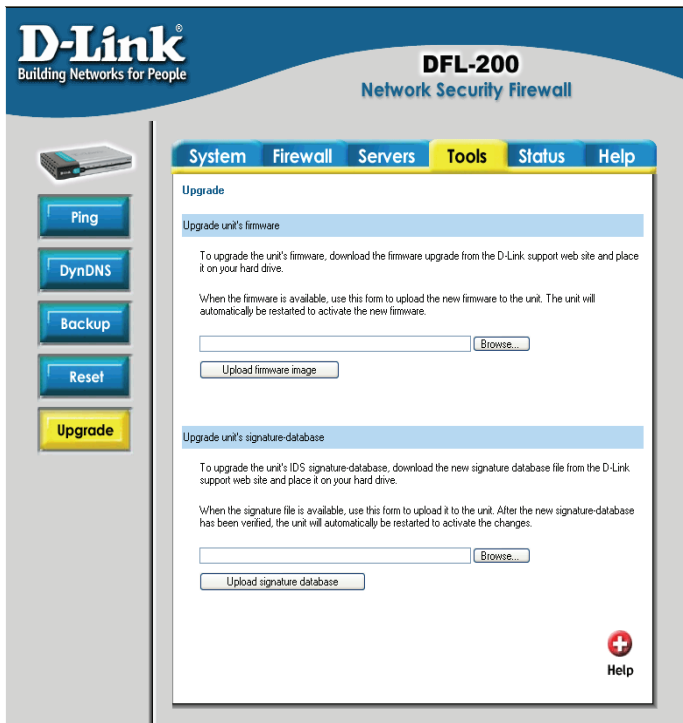 D-Link®
Building Networks for People
DFL-200
Network Security Firewall
System Firewall Servers Tools Status Help
Ping
DynDNS
Backup
Reset
Upgrade
Upgrade
Upgrade unit's firmware
To upgrade the unit's firmware, download the firmware upgrade from the D-Link support web site and place
it on your hard drive.
When the firmware is available, use this form to upload the new firmware to the unit. The unit will
automatically be restarted to activate the new firmware.
Browse...
Upload firmware image
Upgrade unit's signature-database
To upgrade the unit's IDS signature-database, download the new signature database file from the D-Link
support web site and place it on your hard drive.
When the signature file is available, use this form to upload it to the unit. After the new signature-database
has been verified, the unit will automatically be restarted to activate the changes.
Browse...
Upload signature database
Help